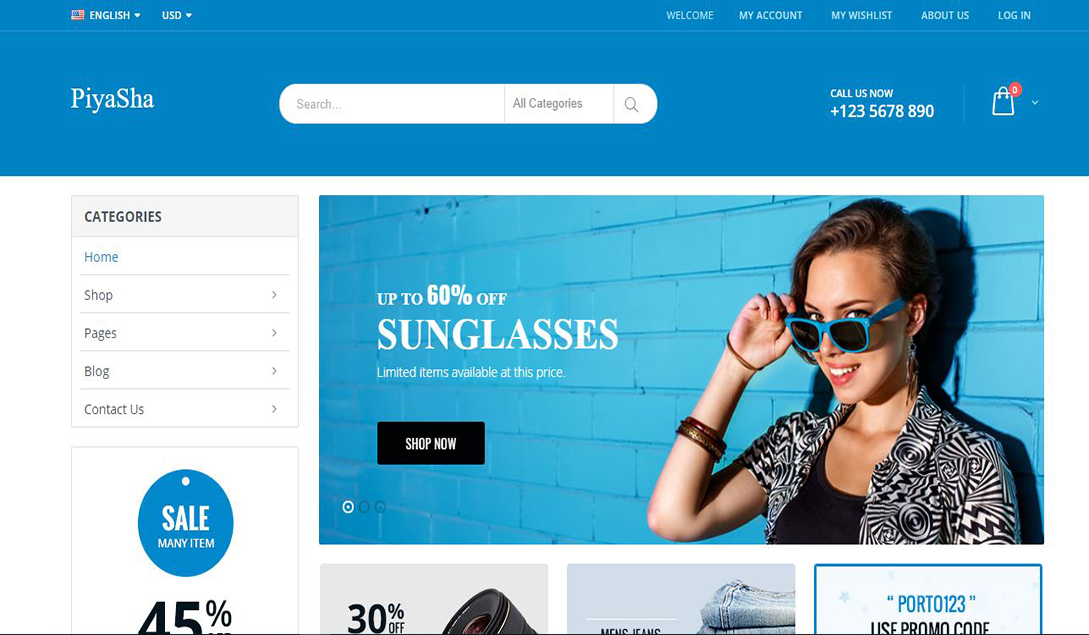 ENGLISH USD WELCOME MY ACCOUNT MY WISHLIST ABOUT US LOG IN
PiyaSha
Search...
All Categories
CALL US NOW
+123 5678 890
0
CATEGORIES
Home
Shop
Pages
Blog
Contact Us
UP TO 60% OFF
SUNGLASSES
Limited items available at this price.
SHOP NOW
SALE
MANY ITEM
45%
OFF
30%
OFF
MENS JEANS
“ PORTO123 ”
USE PROMO CODE